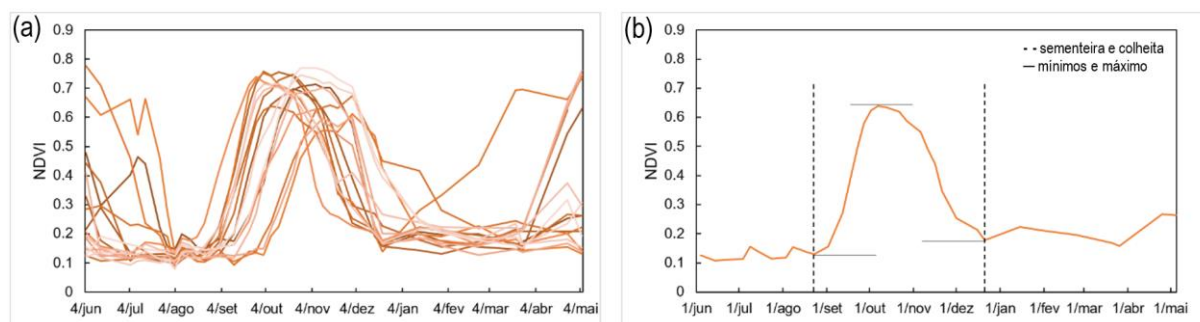 (a)
0.9
0.8
0.7
0.6
0.5
0.4
0.3
0.2
0.1
0
NDVI
4/jun 4/jul 4/ago 4/set 4/out 4/nov 4/dez 4/jan 4/fev 4/mar 4/abr 4/mai
(b)
0.9
0.8
0.7
0.6
0.5
0.4
0.3
0.2
0.1
0
NDVI
sementeira e colheita
mínimos e máximo
1/jun 1/jul 1/ago 1/set 1/out 1/nov 1/dez 1/jan 1/fev 1/mar 1/abr 1/mai